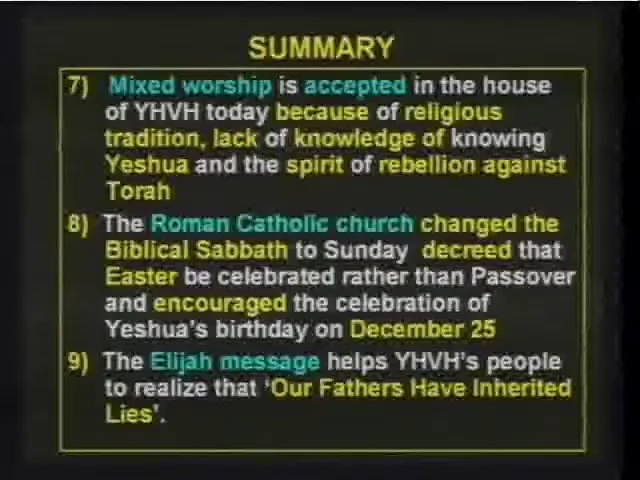 SUMMARY
7) Mixed worship is accepted in the house
of YHVH today because of religious
tradition, lack of knowledge of knowing
Yeshua and the spirit of rebellion against
Torah
8) The Roman Catholic church changed the
Biblical Sabbath to Sunday decreed that
Easter be celebrated rather than Passover
and encouraged the celebration of
Yeshua's birthday on December 25
9) The Elijah message helps YHVH's people
to realize that 'Our Fathers Have Inherited
Lies'.